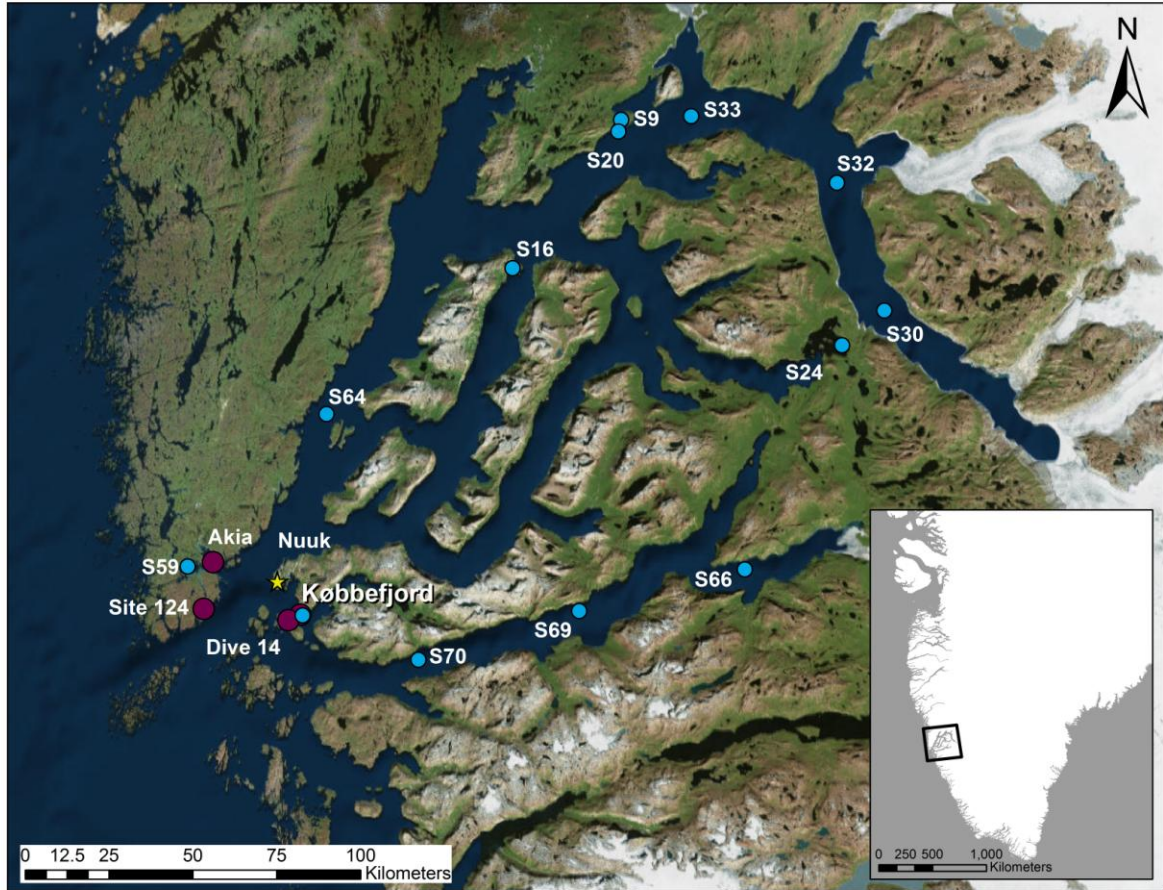 N
S9
S33
S20
S32
S16
S30
S24
S64
Akia
Nuuk
S59
S66
Købbefjord
Site 124
S69
Dive 14
S70
0 12.5 25 50 75 100
Kilometers
0 250 500 1,000
Kilometers